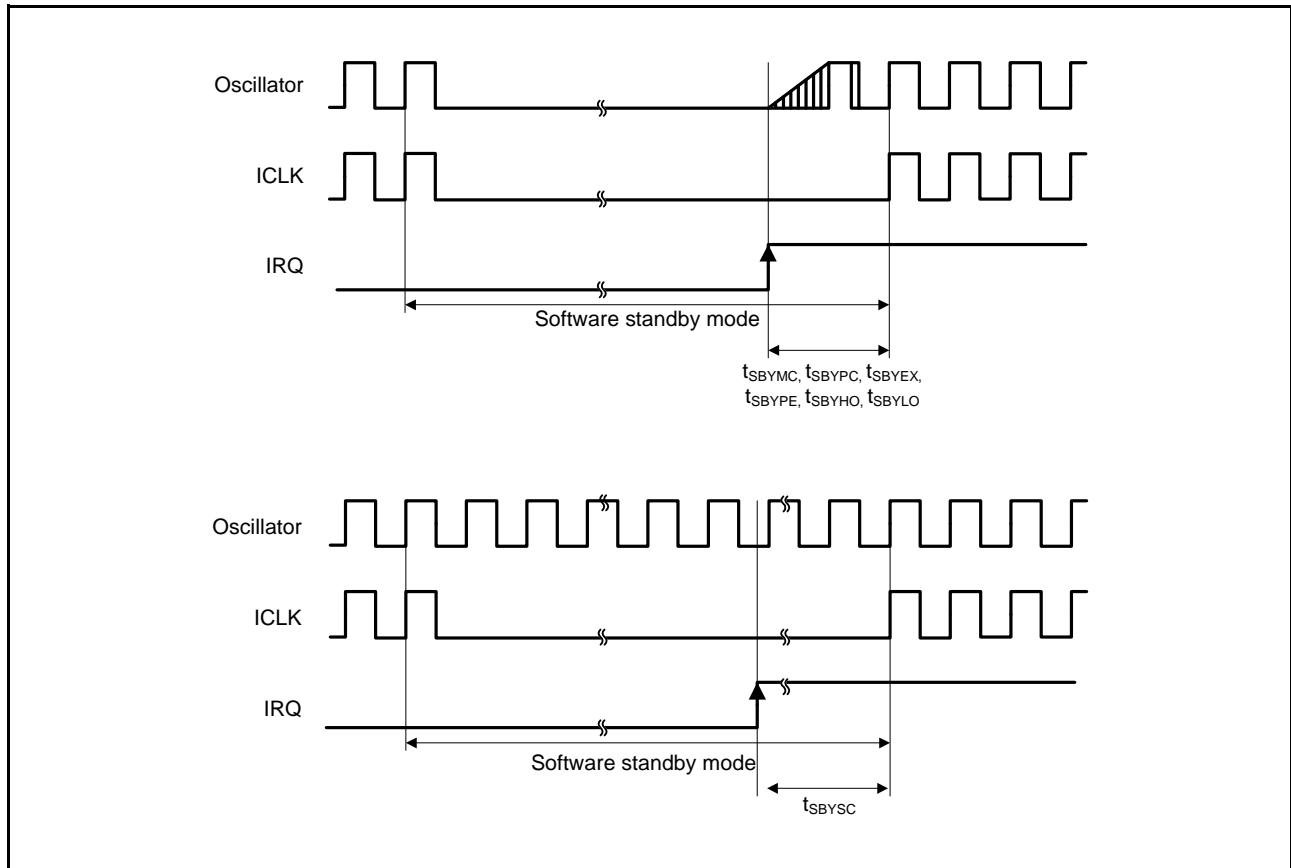 Oscillator
ICLK
IRQ
Software standby mode
tSBYMC, tSBYPC, tSBYEX,
tSBYPE, tSBYHO, tSBYLO
Oscillator
ICLK
IRQ
Software standby mode
tSBYSC